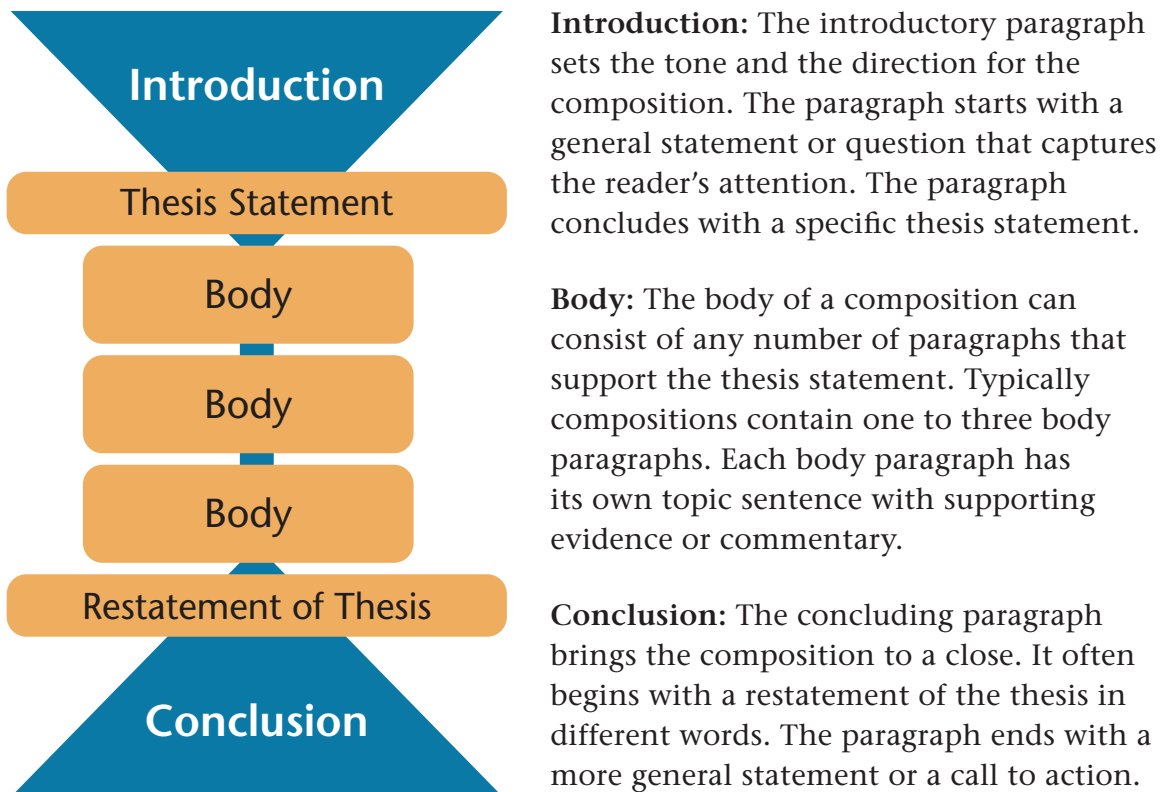 Introduction
Thesis Statement
Body
Body
Body
Restatement of Thesis
Conclusion
Introduction: The introductory paragraph
sets the tone and the direction for the
composition. The paragraph starts with a
general statement or question that captures
the reader’s attention. The paragraph
concludes with a specific thesis statement.
Body: The body of a composition can
consist of any number of paragraphs that
support the thesis statement. Typically
compositions contain one to three body
paragraphs. Each body paragraph has
its own topic sentence with supporting
evidence or commentary.
Conclusion: The concluding paragraph
brings the composition to a close. It often
begins with a restatement of the thesis in
different words. The paragraph ends with a
more general statement or a call to action.